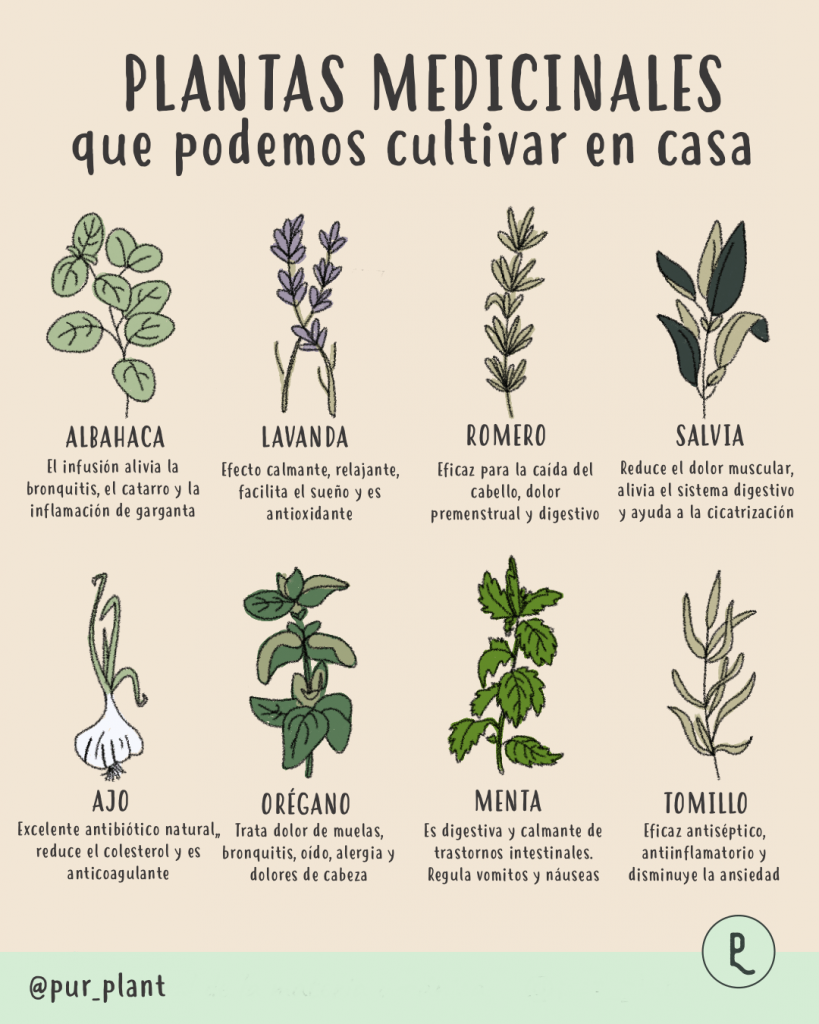 PLANTAS MEDICINALES
que podemos cultivar en casa
ALBAHACA
El infusión alivia la
bronquitis, el catarro y la
inflamación de garganta
LAVANDA
Efecto calmante, relajante,
facilita el sueño y es
antioxidante
ROMERO
Eficaz para la caída del
cabello, dolor
premenstrual y digestivo
SALVIA
Reduce el dolor muscular,
alivia el sistema digestivo
y ayuda a la cicatrización
AJO
Excelente antibiótico natural,,
reduce el colesterol y es
anticoagulante
ORÉGANO
Trata dolor de muelas,
bronquitis, oído, alergia y
dolores de cabeza
MENTA
Es digestiva y calmante de
trastornos intestinales.
Regula vomitos y náuseas
TOMILLO
Eficaz antiséptico,
antiinflamatorio y
disminuye la ansiedad
@pur_plant